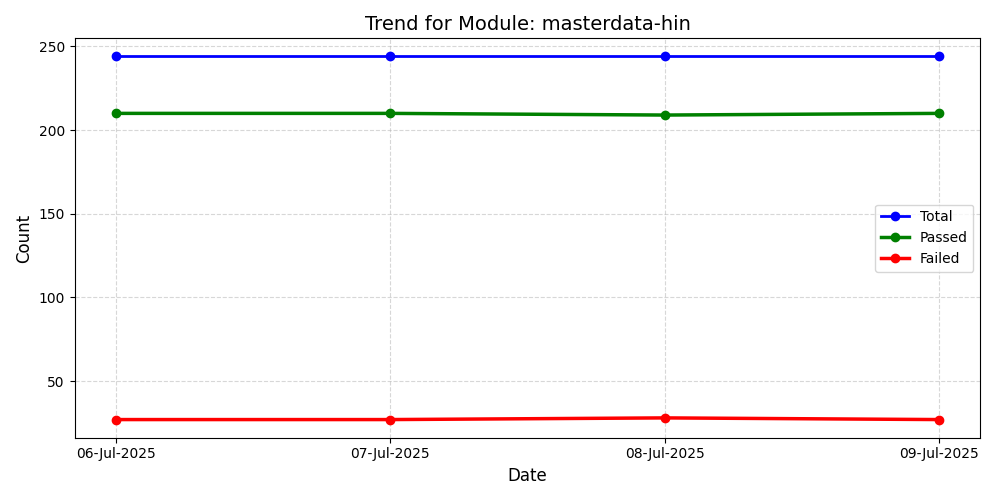 Trend for Module: masterdata-hin
250
200
150
100
50
Count
Total
Passed
Failed
06-Jul-2025 07-Jul-2025 08-Jul-2025 09-Jul-2025
Date